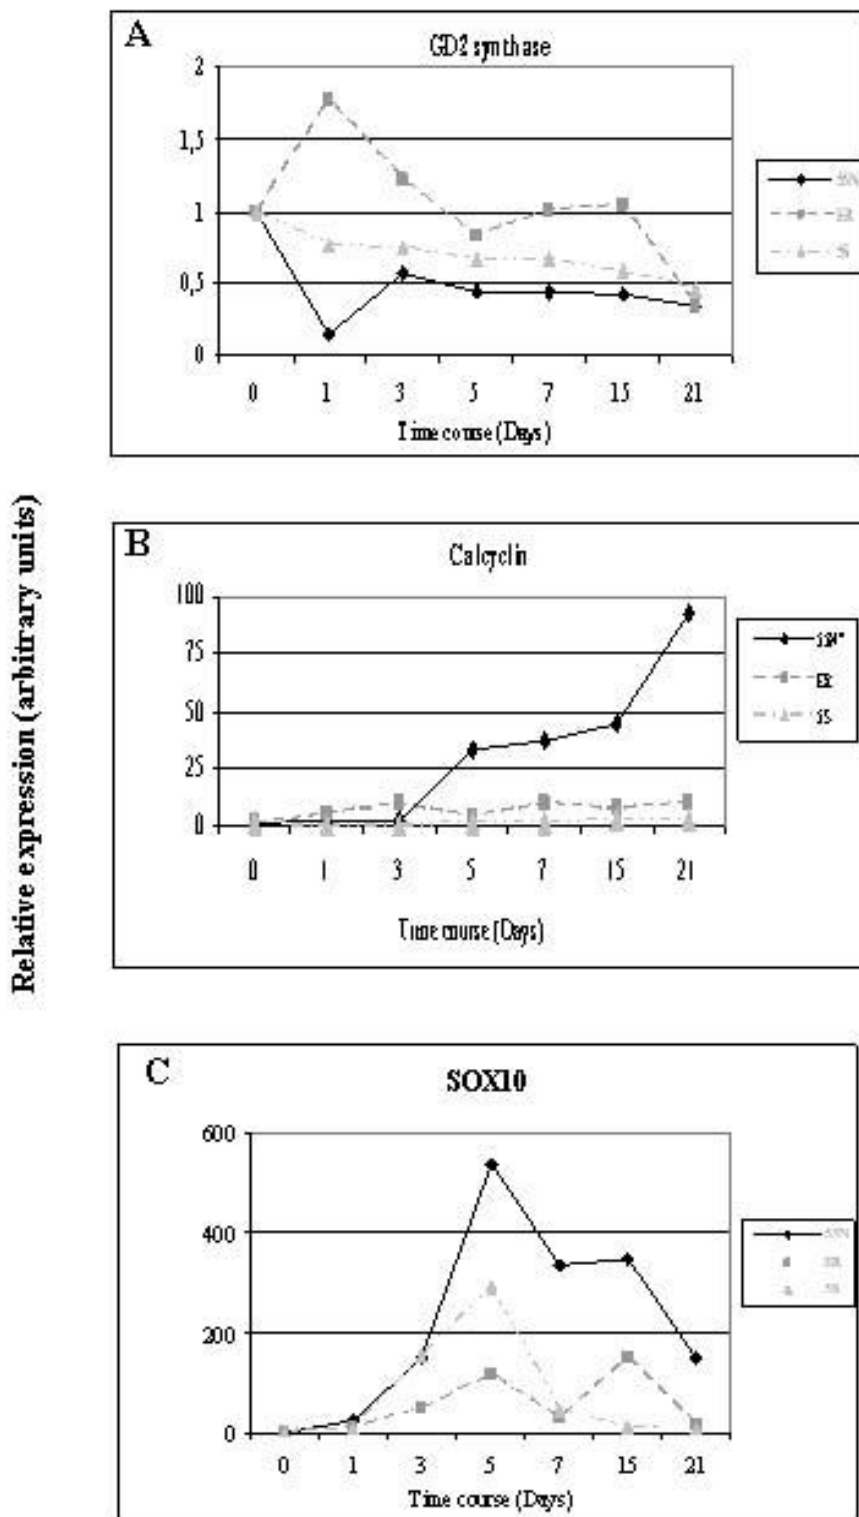 Relative expression (arbitrary units)
A
GD2 synthase
2
1,5
1
0,5
0
0 1 3 5 7 15 21
Time course (Days)
B
Calcyclin
100
75
50
25
0
0 1 3 5 7 15 21
Time course (Days)
C
SOX10
600
400
200
0
0 1 3 5 7 15 21
Time course (Days)